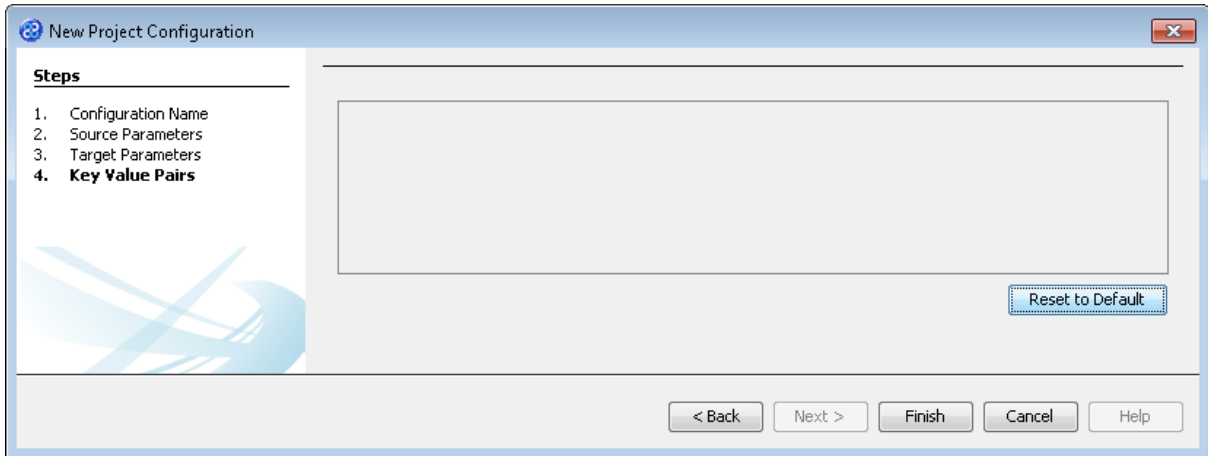 New Project Configuration
Steps
1. Configuration Name
2. Source Parameters
3. Target Parameters
4. Key Value Pairs
Reset to Default
< Back Next > Finish Cancel Help